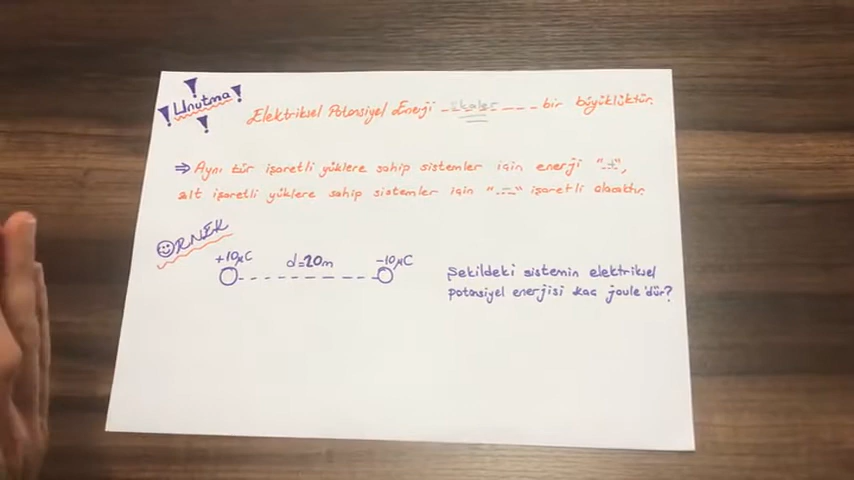 ! Unutma !
Elektriksel Potansiyel Enerji skaler bir büyüklüktür.
⇒ Aynı tür işaretli yüklere sahip sistemler için enerji "+",
zıt işaretli yüklere sahip sistemler için "-" işaretli olacaktır.
ÖRNEK
+10μC d=20m -10μC
Şekildeki sistemin elektriksel
potansiyel enerjisi kaç joule'dür?